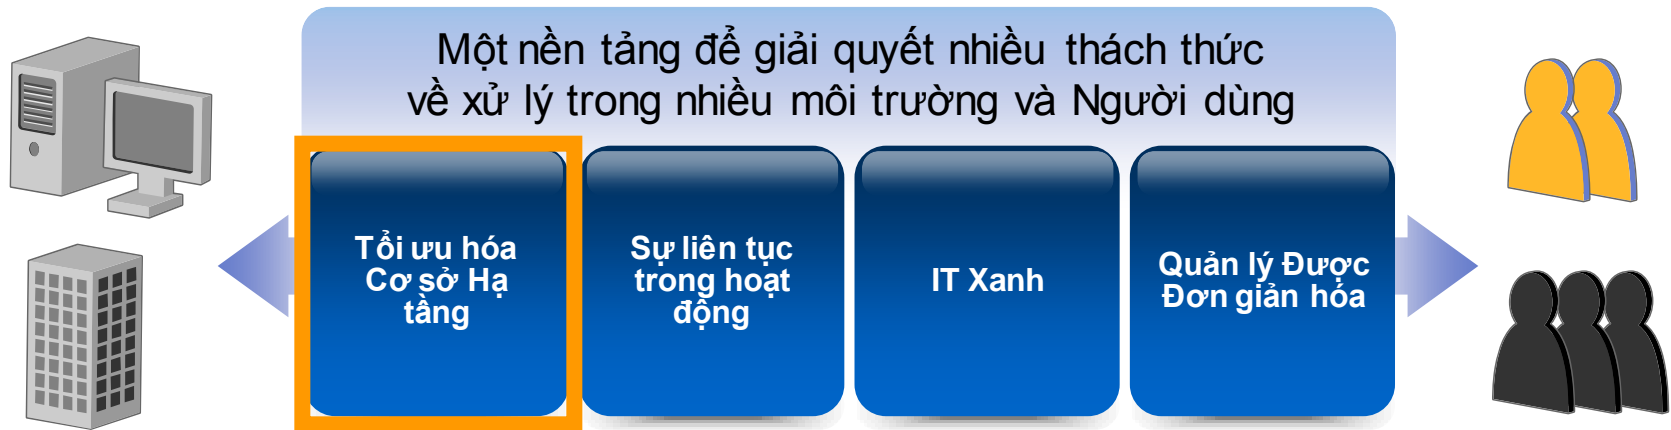 Một nền tảng để giải quyết nhiều thách thức
về xử lý trong nhiều môi trường và Người dùng
Tổi ưu hóa
Cơ sở Hạ
tầng
Sự liên tục
trong hoạt
động
IT Xanh
Quản lý Được
Đơn giản hóa